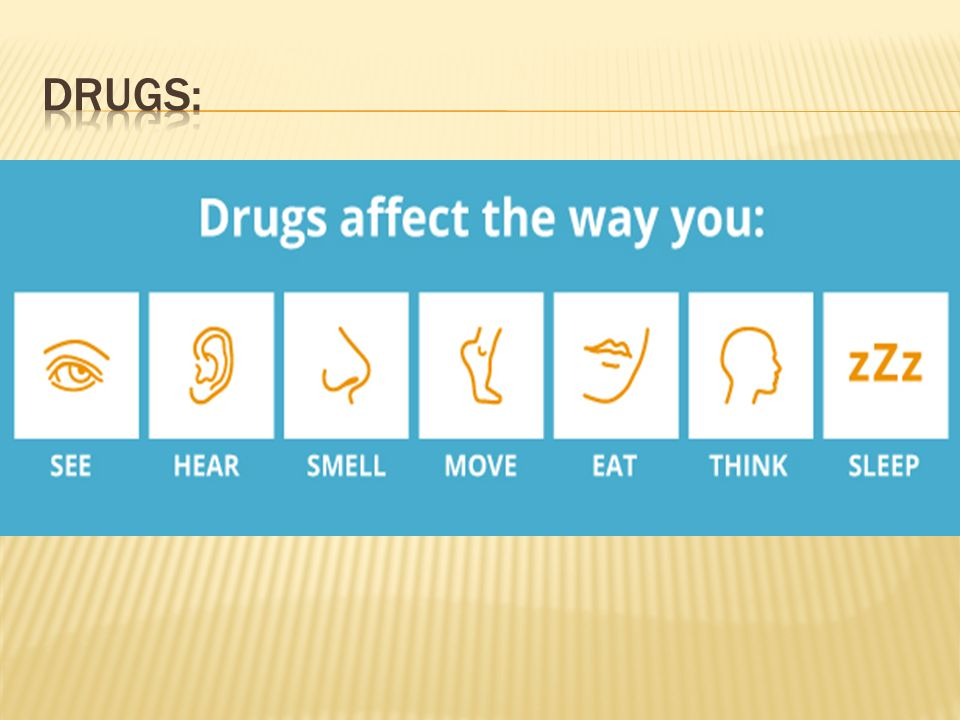 DRUGS:
Drugs affect the way you:
zZz
SEE HEAR SMELL MOVE EAT THINK SLEEP